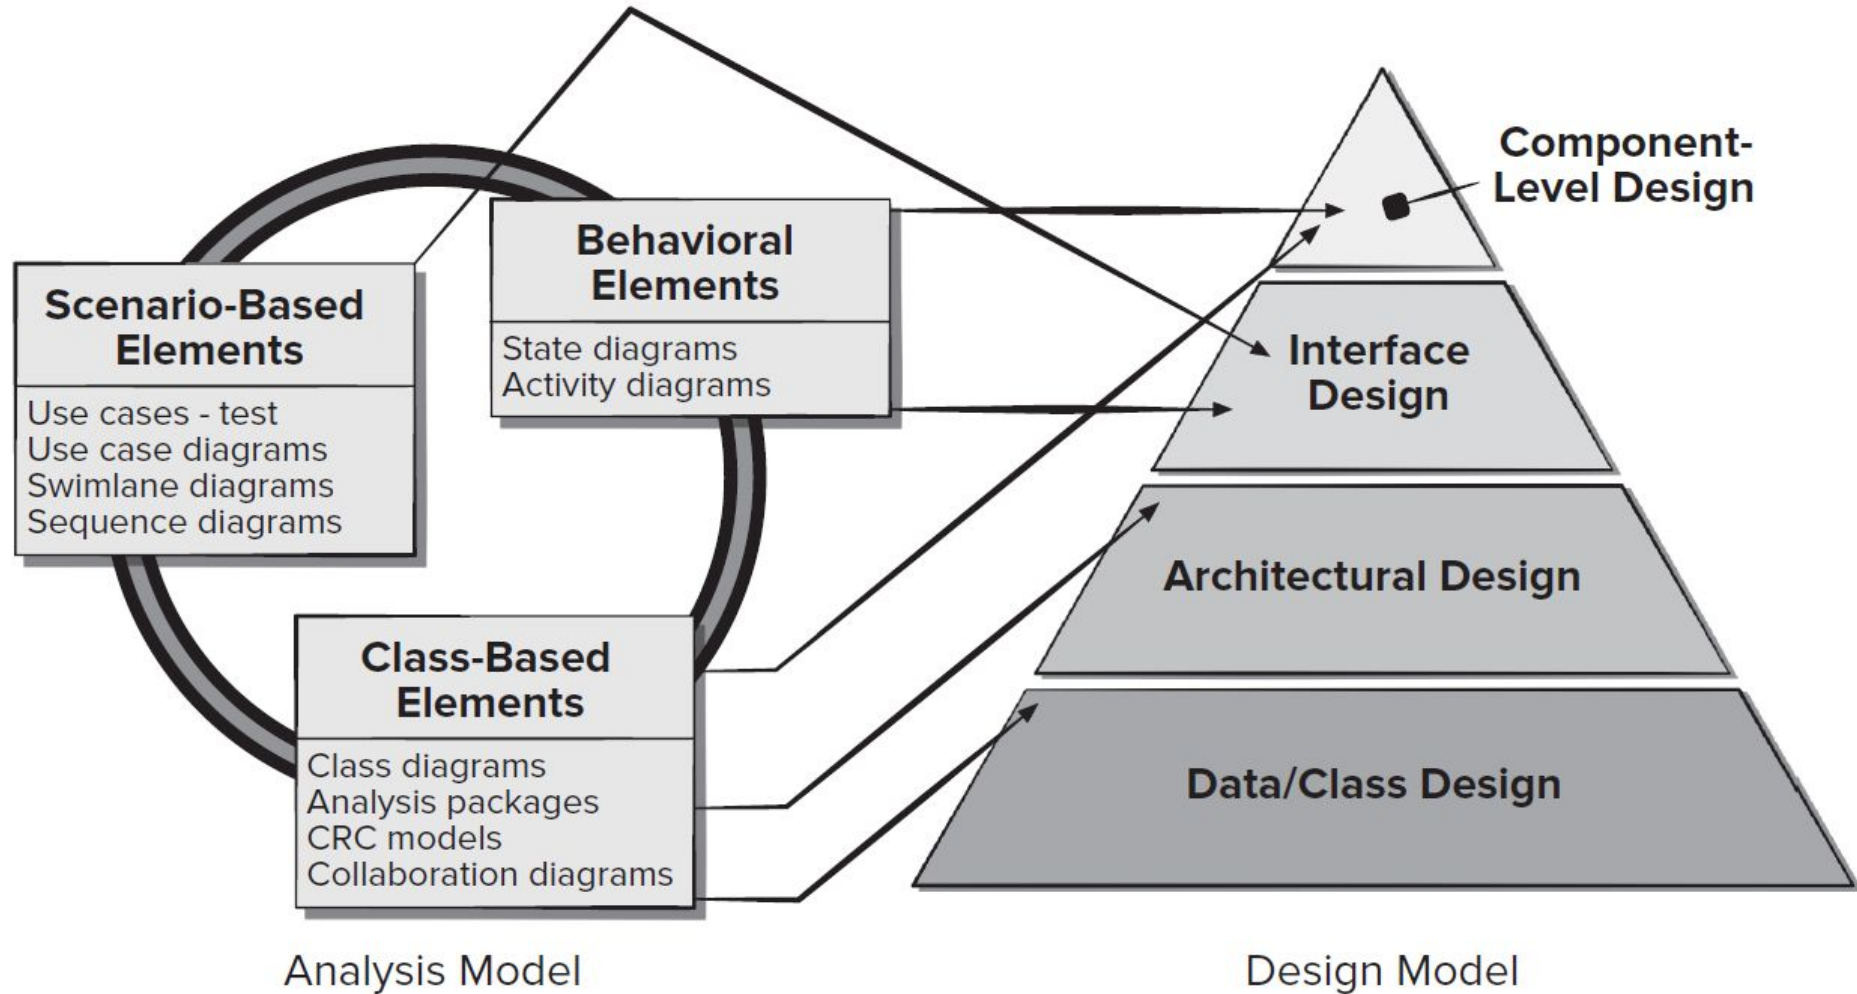 Scenario-Based
Elements
Use cases - test
Use case diagrams
Swimlane diagrams
Sequence diagrams
Behavioral
Elements
State diagrams
Activity diagrams
Class-Based
Elements
Class diagrams
Analysis packages
CRC models
Collaboration diagrams
Analysis Model
Component-
Level Design
Interface
Design
Architectural Design
Data/Class Design
Design Model